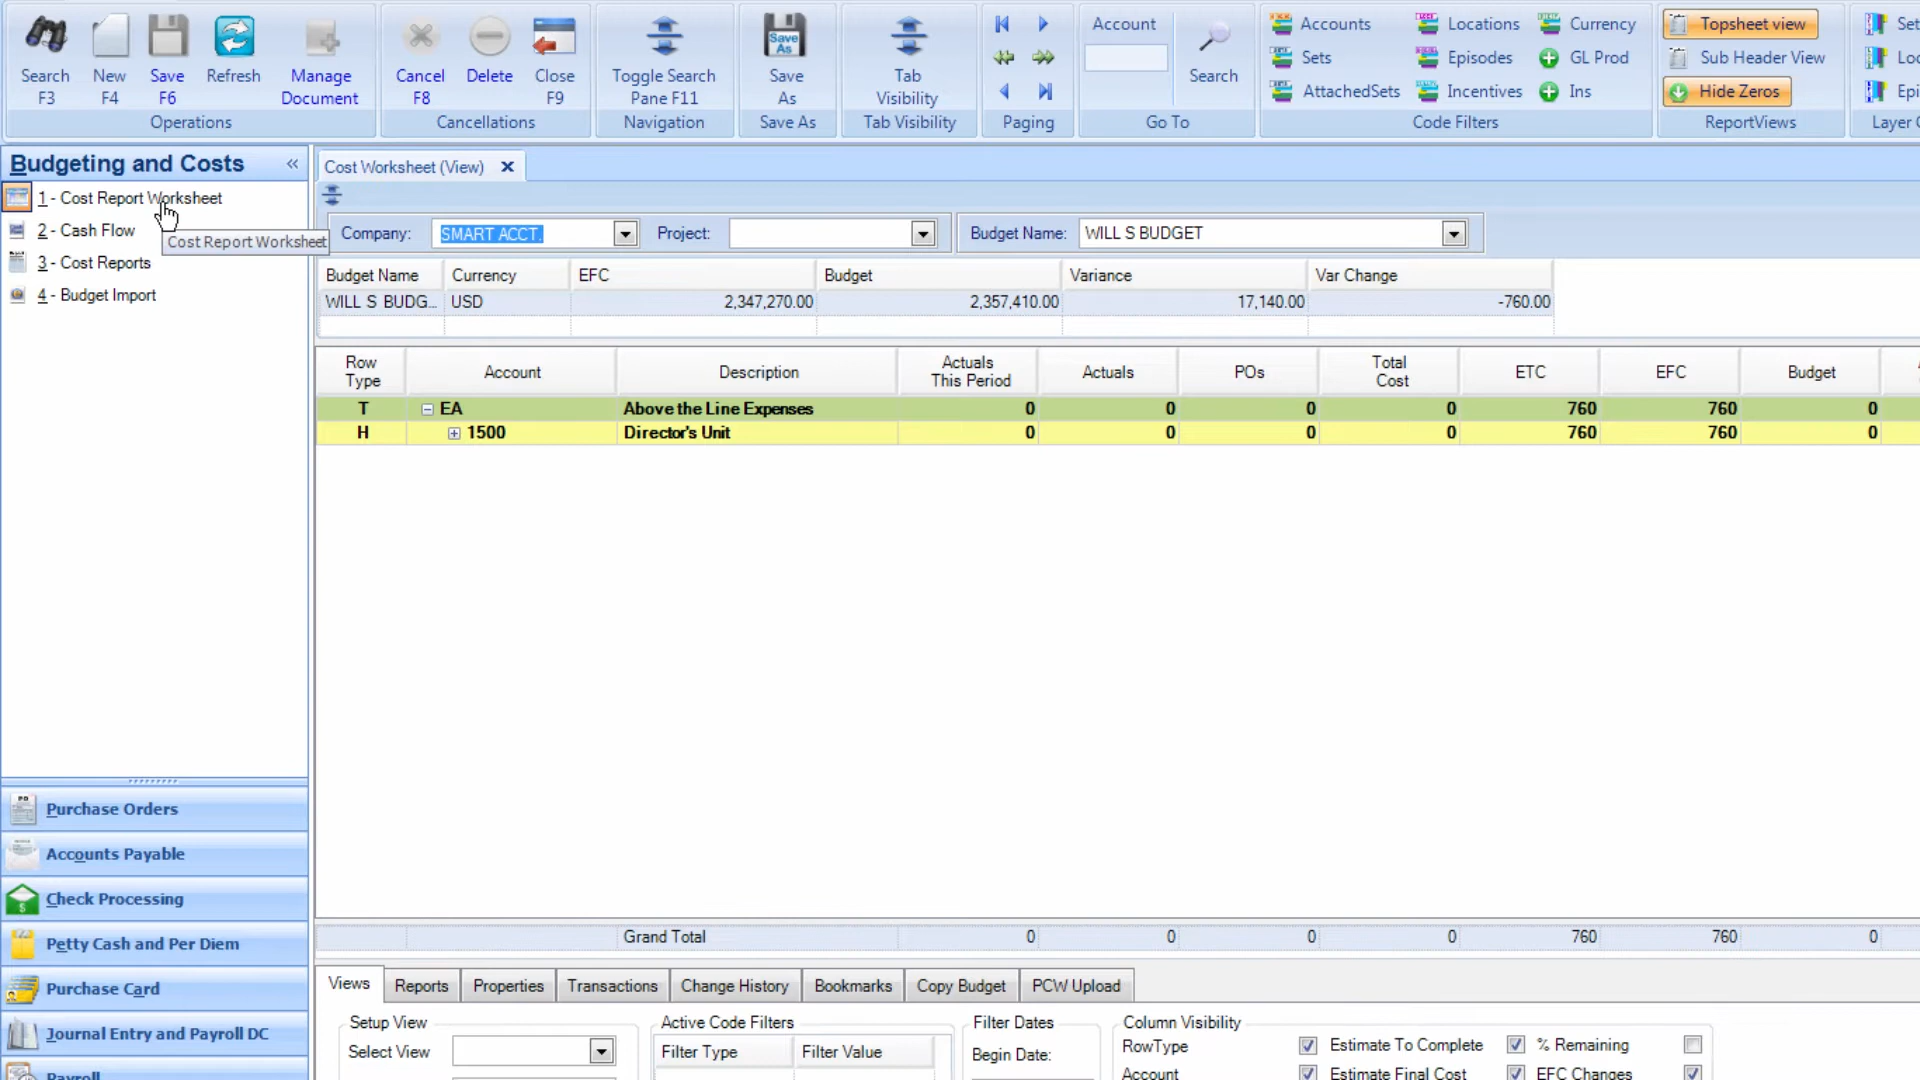 Search F3
New F4
Save F6
Refresh
Manage Document
Operations
Cancel F8
Delete
Close F9
Cancellations
Toggle Search Pane F11
Navigation
Save As
Save As
Save As
Tab Visibility
Tab Visibility
Paging
Account
Search
Go To
Accounts
Sets
AttachedSets
Locations
Episodes
Incentives
Currency
GL Prod
Ins
Code Filters
Topsheet view
Sub Header View
Hide Zeros
ReportViews
Set
Loc
Epi
Layer
Budgeting and Costs
1 - Cost Report Worksheet
2 - Cash Flow
3 - Cost Reports
4 - Budget Import
Cost Report Worksheet
Cost Worksheet (View)
Company: SMART ACCT. Project: Budget Name: WILL S BUDGET
Budget Name Currency EFC Budget Variance Var Change
WILL S BUDG... USD 2,347,270.00 2,357,410.00 17,140.00 -760.00
Row Type Account Description Actuals This Period Actuals POs Total Cost ETC EFC Budget
T EA Above the Line Expenses 0 0 0 0 760 760 0
H 1500 Director's Unit 0 0 0 0 760 760 0
Grand Total 0 0 0 0 760 760 0
Purchase Orders
Accounts Payable
Check Processing
Petty Cash and Per Diem
Purchase Card
Journal Entry and Payroll DC
Payroll
Views Reports Properties Transactions Change History Bookmarks Copy Budget PCW Upload
Setup View
Select View
Active Code Filters
Filter Type Filter Value
Filter Dates
Begin Date:
Column Visibility
RowType Estimate To Complete % Remaining
Account Estimate Final Cost EFC Changes